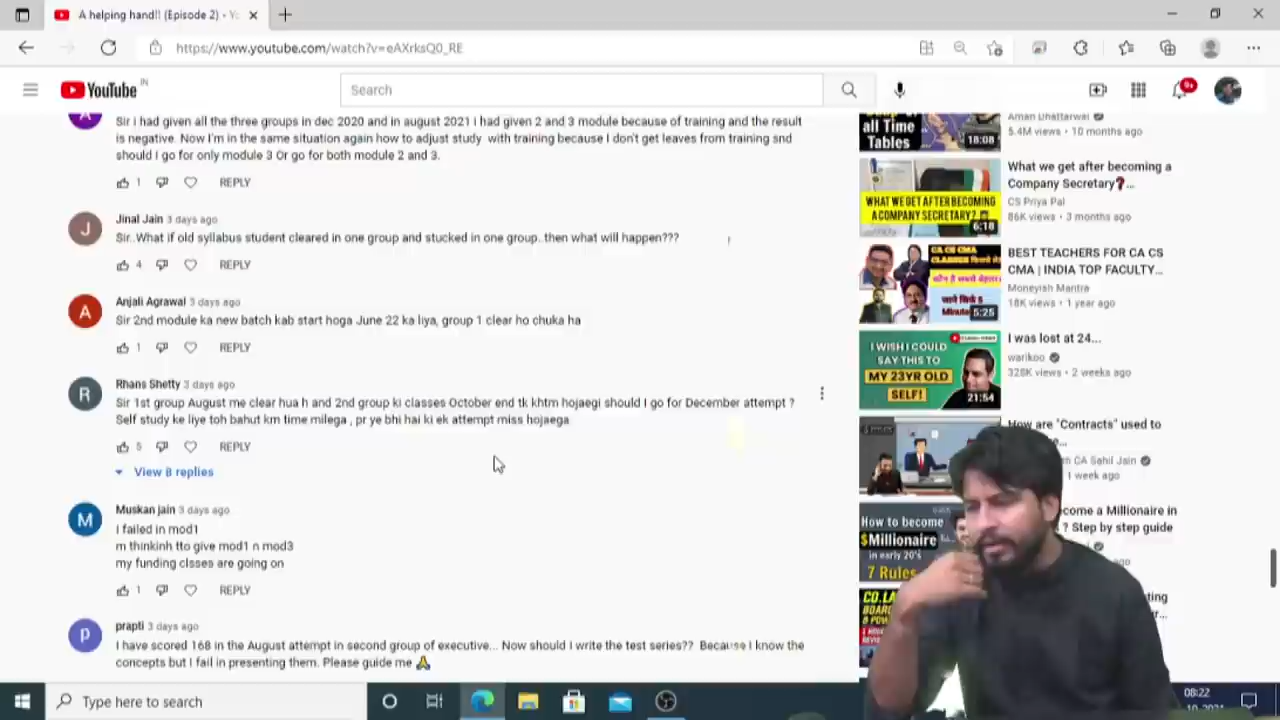 A helping hand!! (Episode 2) - Yo
https://www.youtube.com/watch?v=eAXrksQ0_RE
YouTube IN
Search
9+
Sir i had given all the three groups in dec 2020 and in august 2021 i had given 2 and 3 module because of training and the result
is negative. Now I'm in the same situation again how to adjust study with training because I don't get leaves from training snd
should i go for only module 3 Or go for both module 2 and 3.
1 REPLY
J
Jinal Jain 3 days ago
Sir..What if old syllabus student cleared in one group and stucked in one group..then what will happen???
4 REPLY
A
Anjali Agrawal 3 days ago
Sir 2nd module ka new batch kab start hoga June 22 ka liya, group 1 clear ho chuka ha
1 REPLY
R
Rhans Shetty 3 days ago
Sir 1st group August me clear hua h and 2nd group ki classes October end tk khtm hojaegi should I go for December attempt ?
Self study ke liye toh bahut km time milega , pr ye bhi hai ki ek attempt miss hojaega
5 REPLY
View 8 replies
M
Muskan jain 3 days ago
I failed in mod1
m thinkinh tto give mod1 n mod3
my funding clsses are going on
1 REPLY
P
prapti 3 days ago
I have scored 168 in the August attempt in second group of executive... Now should I write the test series?? Because I know the
concepts but I fail in presenting them. Please guide me
all Time
Tables
18:08
Aman Dhattarwal
5.4M views • 10 months ago
WHAT WE GET AFTER BECOMING
A COMPANY SECRETARY?
6:18
What we get after becoming a
Company Secretary?...
CS Priya Pal
86K views • 3 months ago
CA CS CMA
5:25
BEST TEACHERS FOR CA CS
CMA | INDIA TOP FACULTY...
Moneyish Mantra
18K views • 1 year ago
I WISH I COULD
SAY THIS TO
MY 23YR OLD
SELF!
21:54
I was lost at 24...
warikoo
328K views • 2 weeks ago
How are "Contracts" used to
CA Sahil Jain
1 week ago
How to become
$Millionaire
in early 20's
7 Rules
come a Millionaire in
? Step by step guide
ago
CO.LA
BOARD
ating
Type here to search
08:22